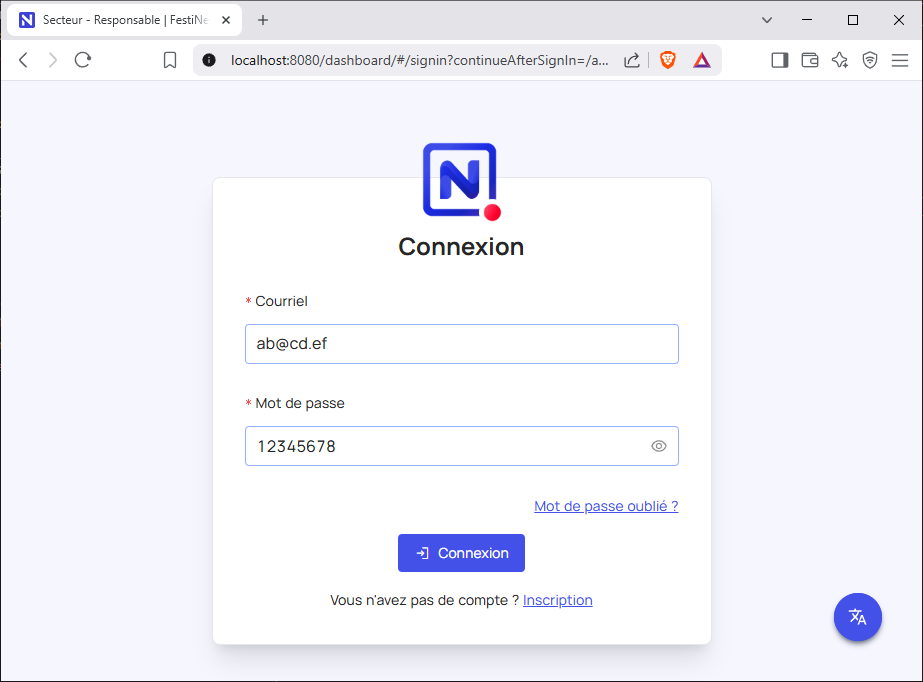 Secteur - Responsable | FestiNe
localhost:8080/dashboard/#/signin?continueAfterSignIn=/a...
N
Connexion
* Courriel
ab@cd.ef
* Mot de passe
12345678
Mot de passe oublié ?
Connexion
Vous n'avez pas de compte ? Inscription